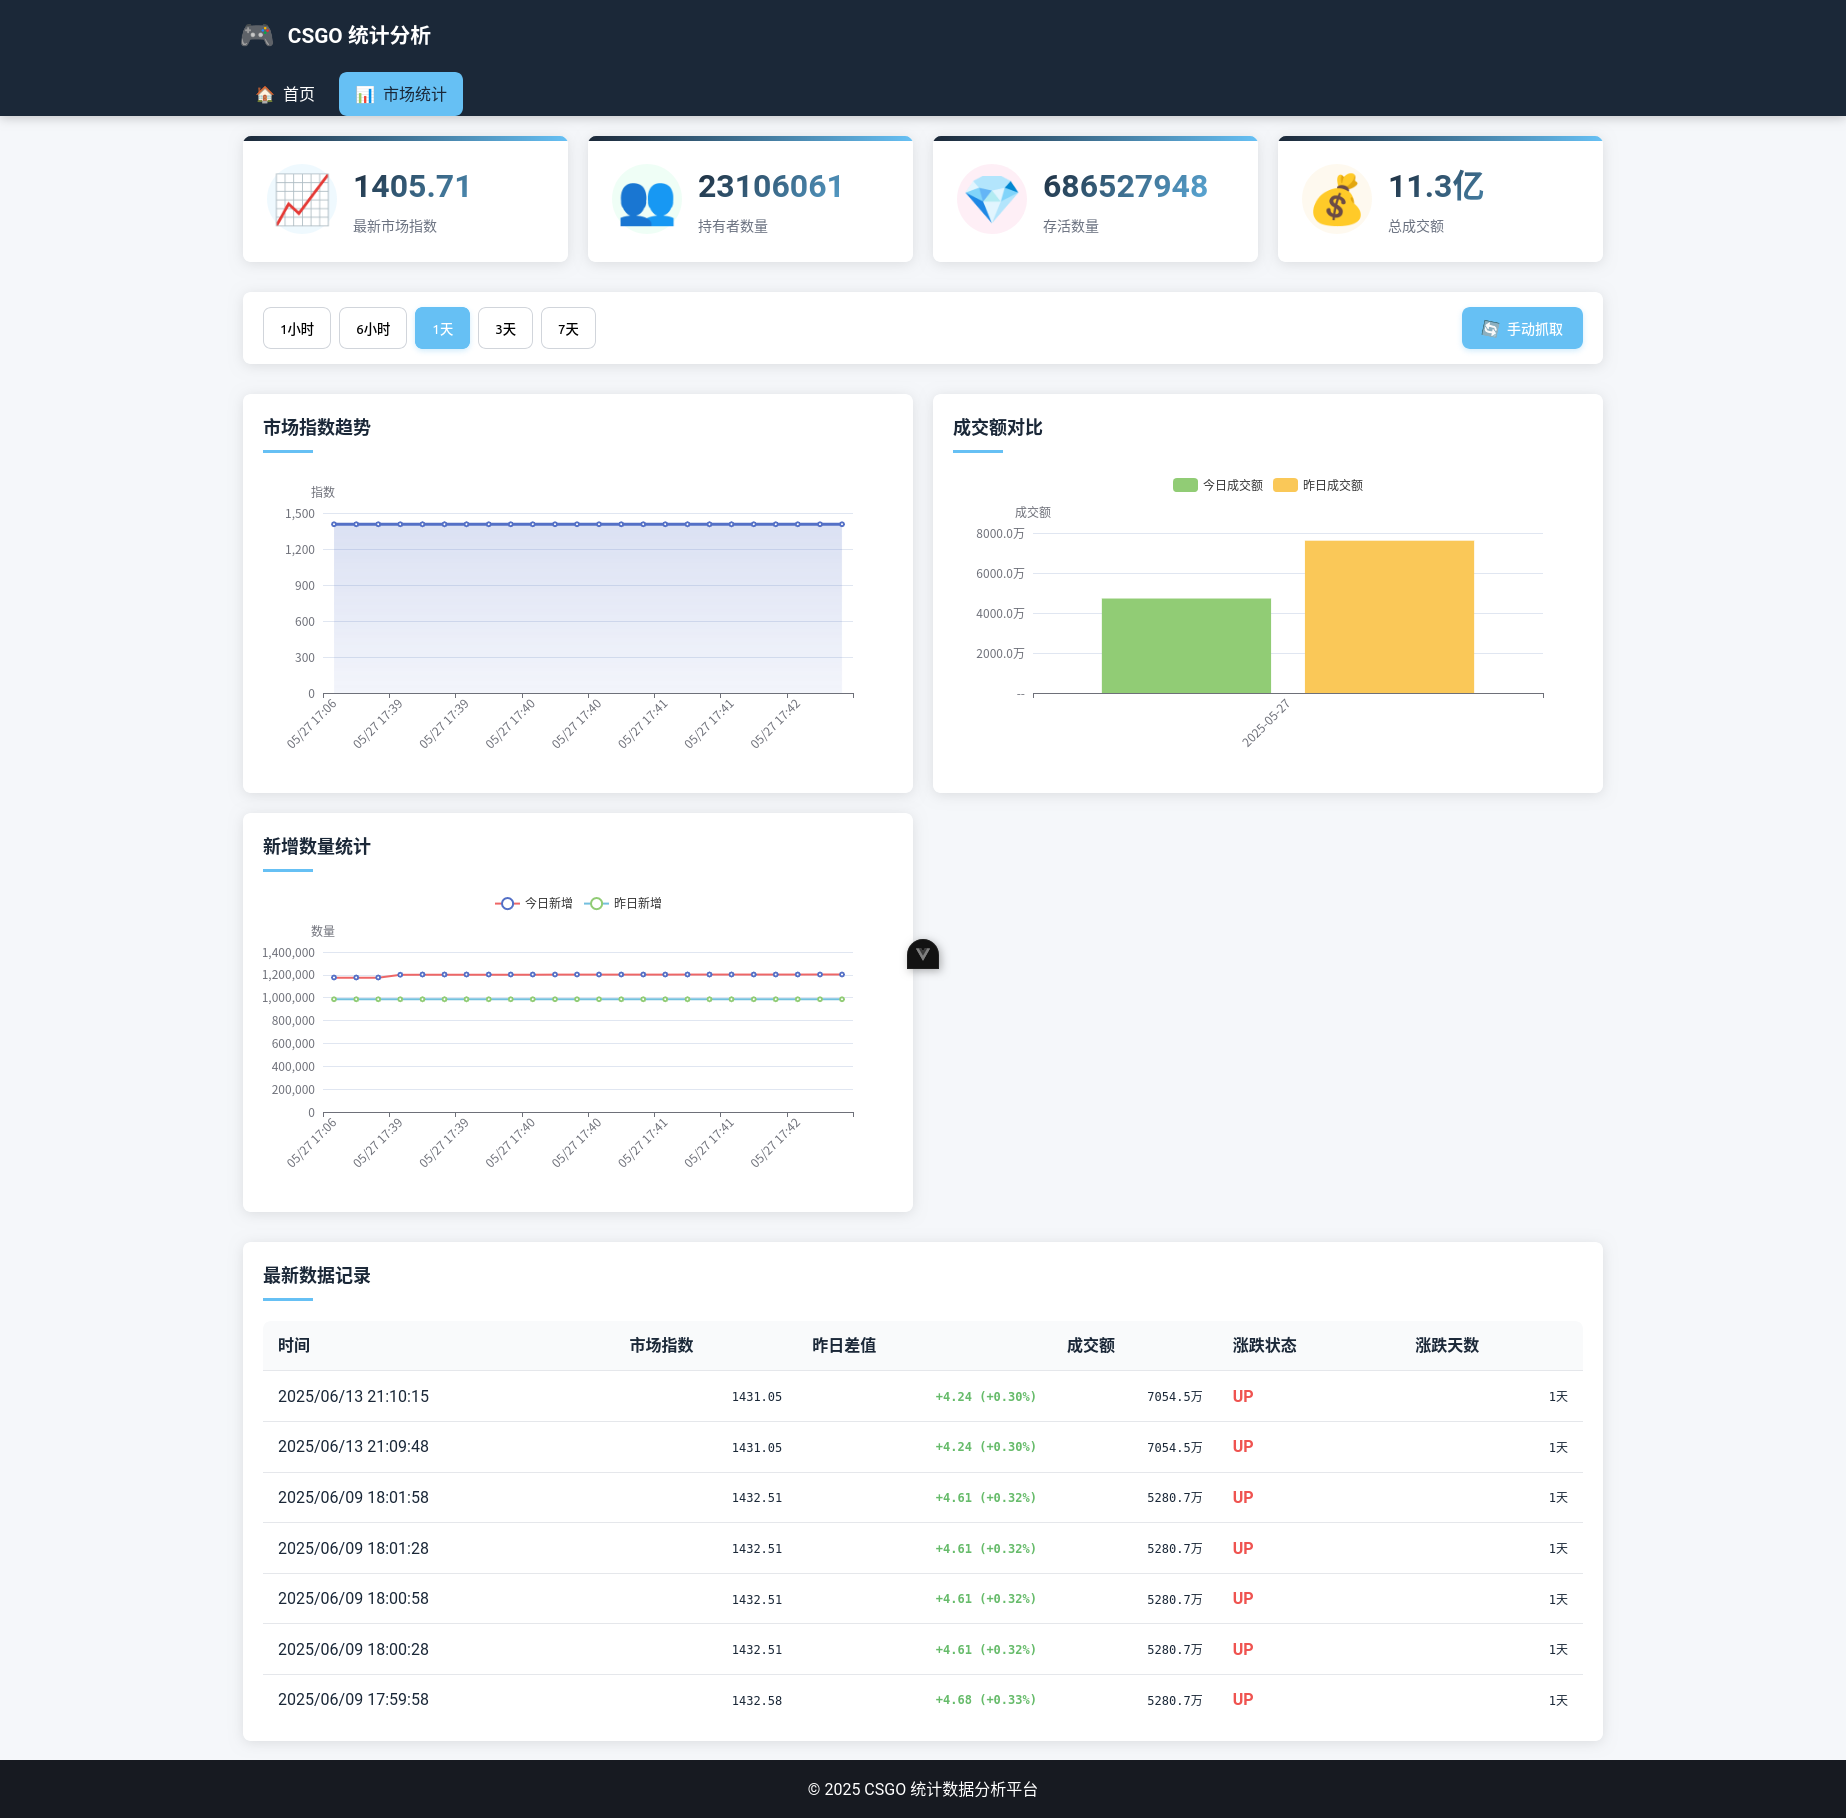 CSGO 统计分析
首页 市场统计
1405.71
最新市场指数
23106061
持有者数量
686527948
存活数量
11.3亿
总成交额
1小时 6小时 1天 3天 7天 手动抓取
市场指数趋势
指数
1,500
1,200
900
600
300
0
05/27 17:06 05/27 17:39 05/27 17:39 05/27 17:40 05/27 17:40 05/27 17:41 05/27 17:41 05/27 17:42
成交额对比
今日成交额 昨日成交额
成交额
8000.0万
6000.0万
4000.0万
2000.0万
--
2025-05-27
新增数量统计
今日新增 昨日新增
数量
1,400,000
1,200,000
1,000,000
800,000
600,000
400,000
200,000
0
05/27 17:06 05/27 17:39 05/27 17:39 05/27 17:40 05/27 17:40 05/27 17:41 05/27 17:41 05/27 17:42
最新数据记录
时间 市场指数 昨日差值 成交额 涨跌状态 涨跌天数
2025/06/13 21:10:15 1431.05 +4.24 (+0.30%) 7054.5万 UP 1天
2025/06/13 21:09:48 1431.05 +4.24 (+0.30%) 7054.5万 UP 1天
2025/06/09 18:01:58 1432.51 +4.61 (+0.32%) 5280.7万 UP 1天
2025/06/09 18:01:28 1432.51 +4.61 (+0.32%) 5280.7万 UP 1天
2025/06/09 18:00:58 1432.51 +4.61 (+0.32%) 5280.7万 UP 1天
2025/06/09 18:00:28 1432.51 +4.61 (+0.32%) 5280.7万 UP 1天
2025/06/09 17:59:58 1432.58 +4.68 (+0.33%) 5280.7万 UP 1天
© 2025 CSGO 统计数据分析平台